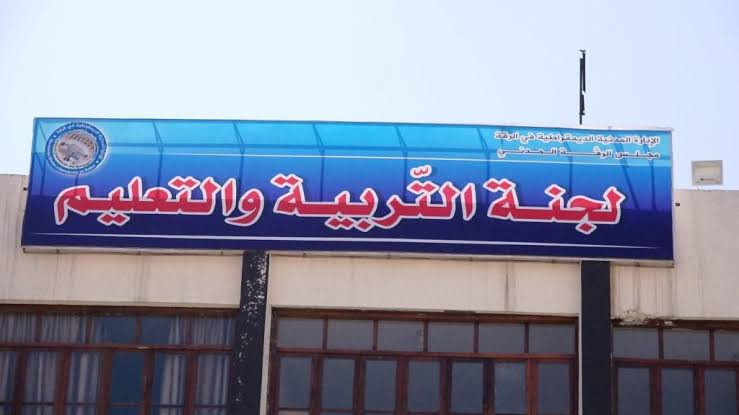 الإدارة المدنية الديمقراطية في الرقة
مجلس الرقة المدني
لجنة التّربية والتعليم